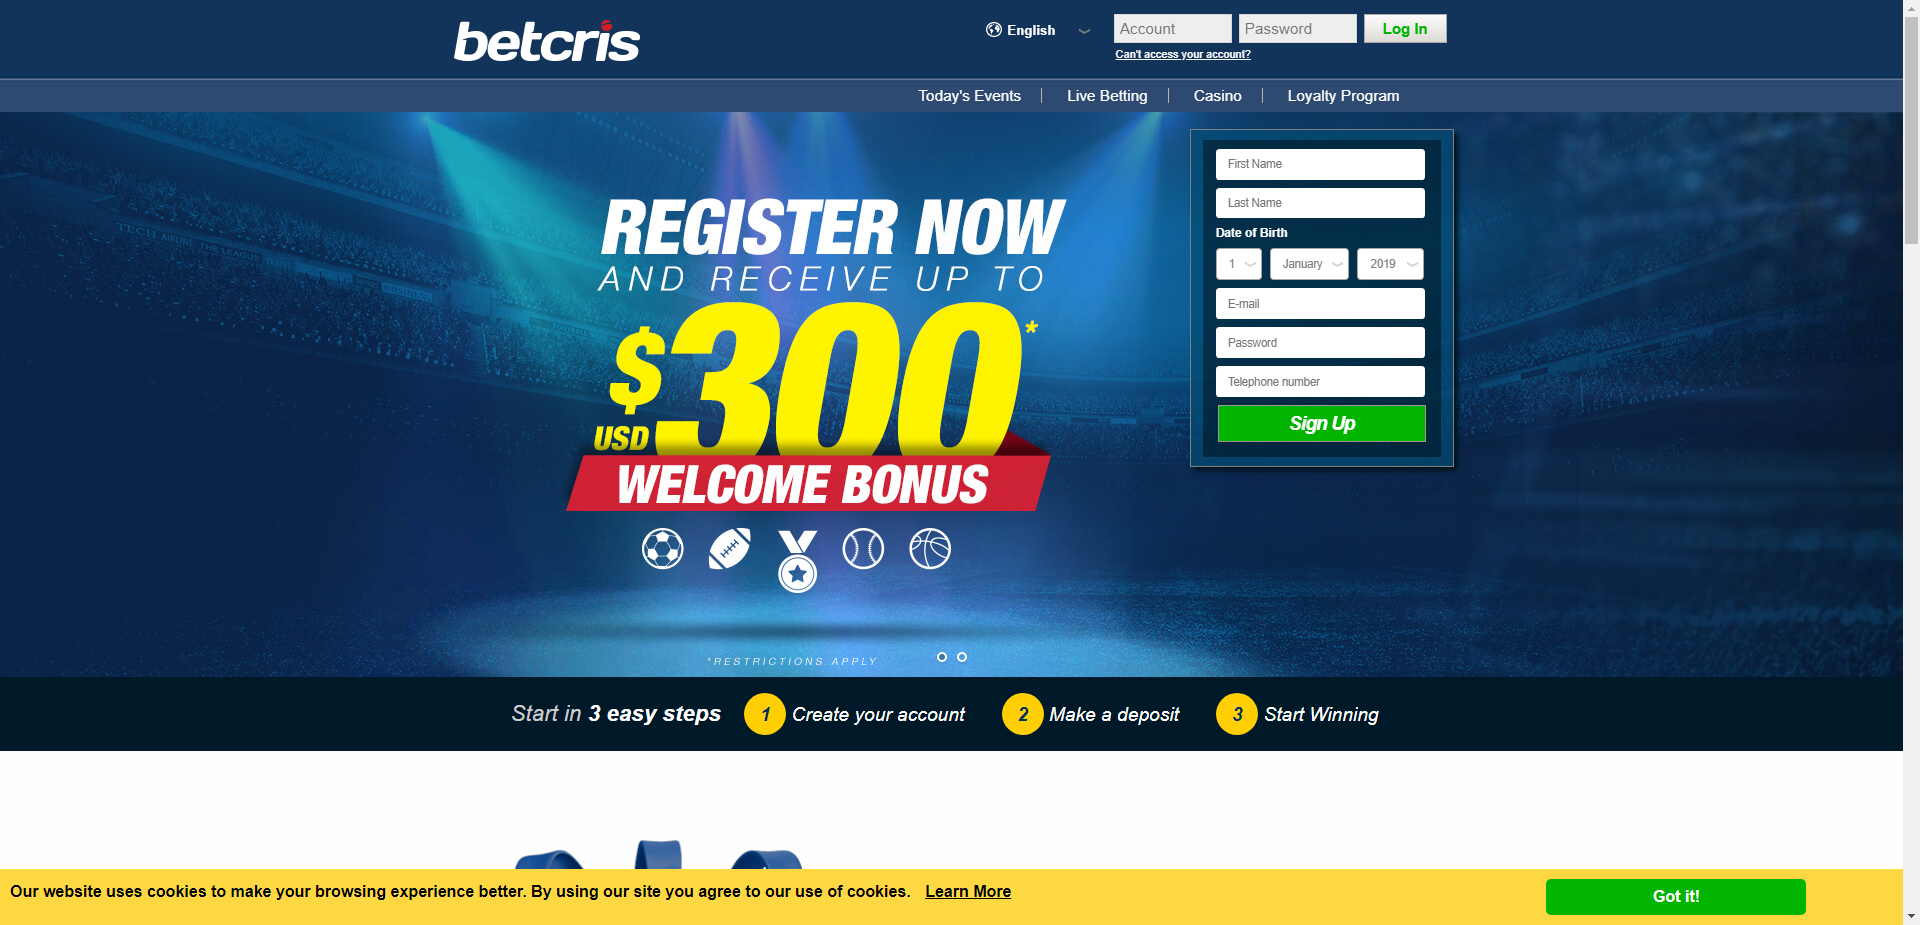 betcris
English
Account
Password
Log In
Can't access your account?
Today's Events
Live Betting
Casino
Loyalty Program
REGISTER NOW
AND RECEIVE UP TO
$300*
USD
WELCOME BONUS
*RESTRICTIONS APPLY
First Name
Last Name
Date of Birth
1
January
2019
E-mail
Password
Telephone number
Sign Up
Start in 3 easy steps
1 Create your account
2 Make a deposit
3 Start Winning
Our website uses cookies to make your browsing experience better. By using our site you agree to our use of cookies. Learn More
Got it!